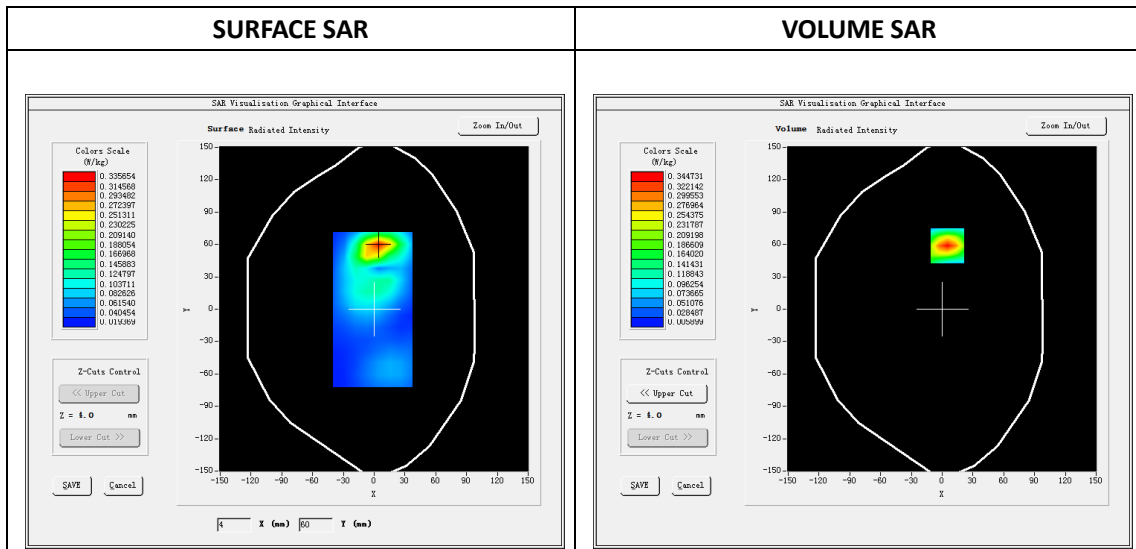 SURFACE SAR
VOLUME SAR
SAR Visualisation Graphical Interface
Surface Radiated Intensity
Zoom In/Out
Colors Scale
(W/kg)
0.335654
0.314568
0.293482
0.272397
0.251311
0.230225
0.209140
0.188054
0.166968
0.145883
0.124797
0.103711
0.082626
0.061540
0.040454
0.019369
150
120
90
60
30
0
-30
-60
-90
-120
-150
Y
-150 -120 -90 -60 -30 0 30 60 90 120 150
X
Z-Cuts Control
<< Upper Cut
Z = 4.0 mm
Lower Cut >>
SAVE
Cancel
4 X (mm) 60 Y (mm)
SAR Visualisation Graphical Interface
Volume Radiated Intensity
Zoom In/Out
Colors Scale
(W/kg)
0.344731
0.322142
0.299553
0.276964
0.254375
0.231787
0.209198
0.186609
0.164020
0.141431
0.118843
0.096254
0.073665
0.051076
0.028487
0.005899
150
120
90
60
30
0
-30
-60
-90
-120
-150
Y
-150 -120 -90 -60 -30 0 30 60 90 120 150
X
Z-Cuts Control
<< Upper Cut
Z = 4.0 mm
Lower Cut >>
SAVE
Cancel